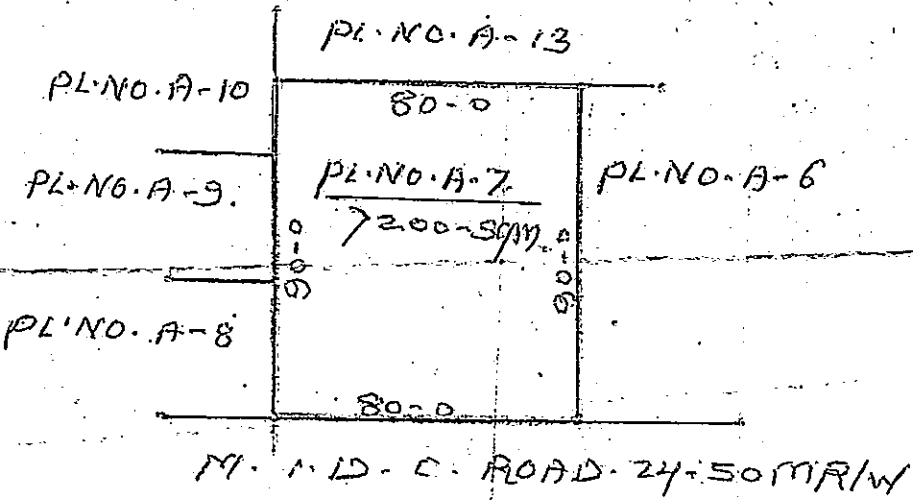 PL.NO.A-13
PL.NO.A-10
80-0
PL.NO.A-9.
PL.NO.A-7
PL.NO.A-6
7200-SQM.
90-0
90-0
PL.NO.A-8
80-0
M.I.D.C. ROAD.24.50MR/W